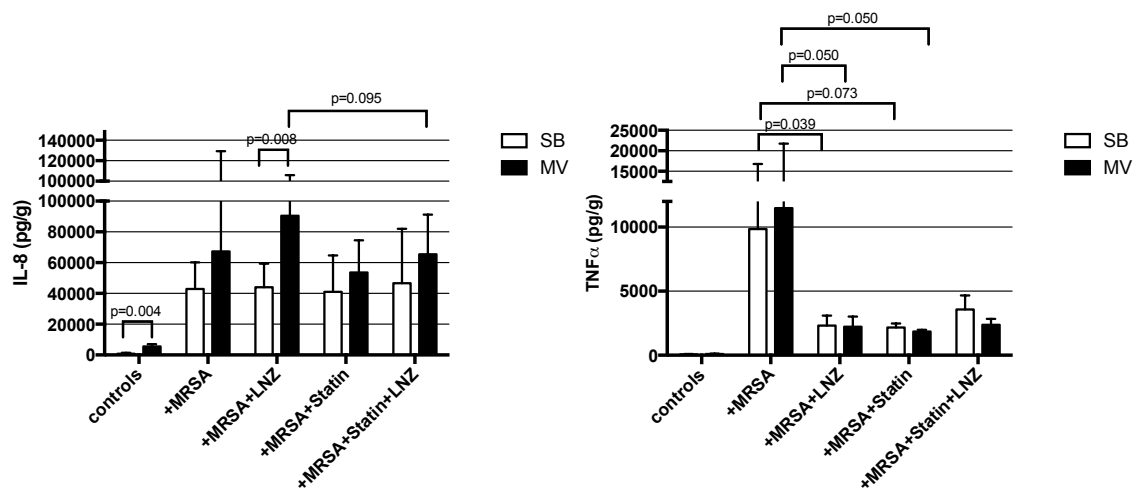 p=0.095
p=0.008
140000
120000
100000
100000
80000
60000
40000
20000
0
IL-8 (pg/g)
p=0.004
controls
+MRSA
+MRSA+LNZ
+MRSA+Statin
+MRSA+Statin+LNZ
SB
MV
p=0.050
p=0.050
p=0.073
p=0.039
25000
20000
15000
10000
5000
0
TNFα (pg/g)
controls
+MRSA
+MRSA+LNZ
+MRSA+Statin
+MRSA+Statin+LNZ
SB
MV